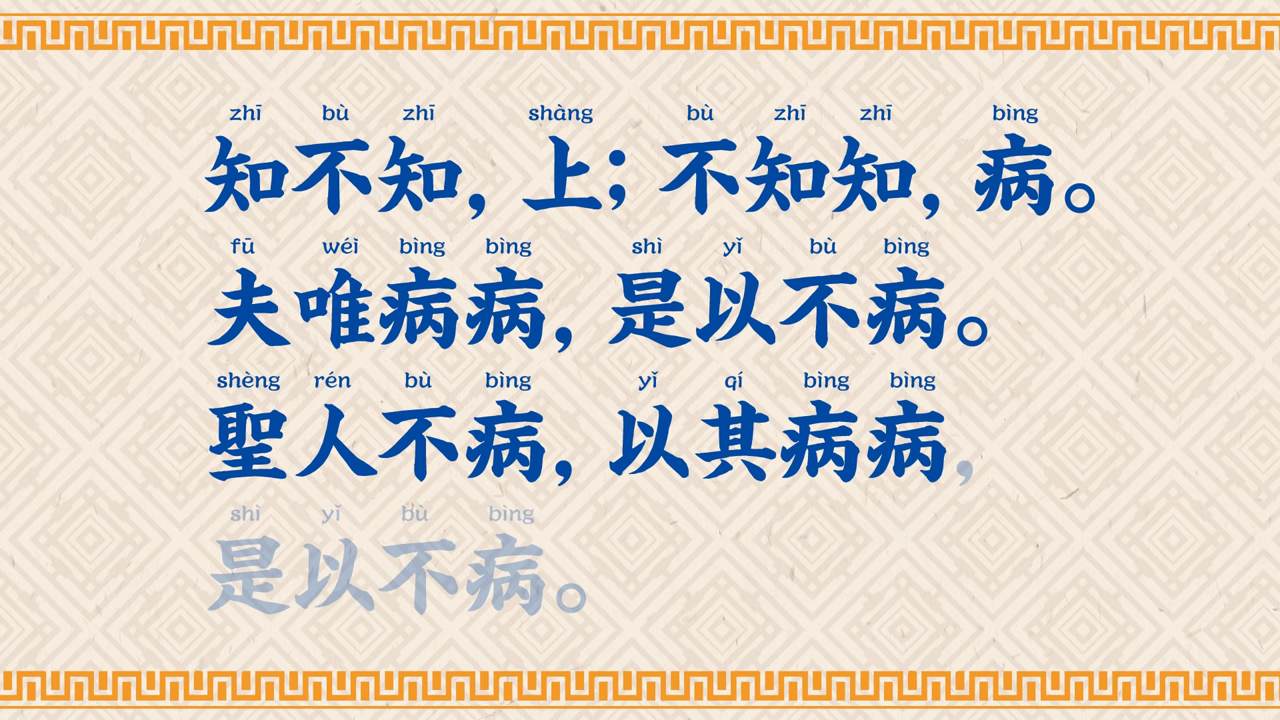 zhī bù zhī shàng bù zhī zhī bìng
知不知，上；不知知，病。
fū wéi bìng bìng shì yǐ bù bìng
夫唯病病，是以不病。
shèng rén bù bìng yǐ qí bìng bìng
聖人不病，以其病病，
shì yǐ bù bìng
是以不病。